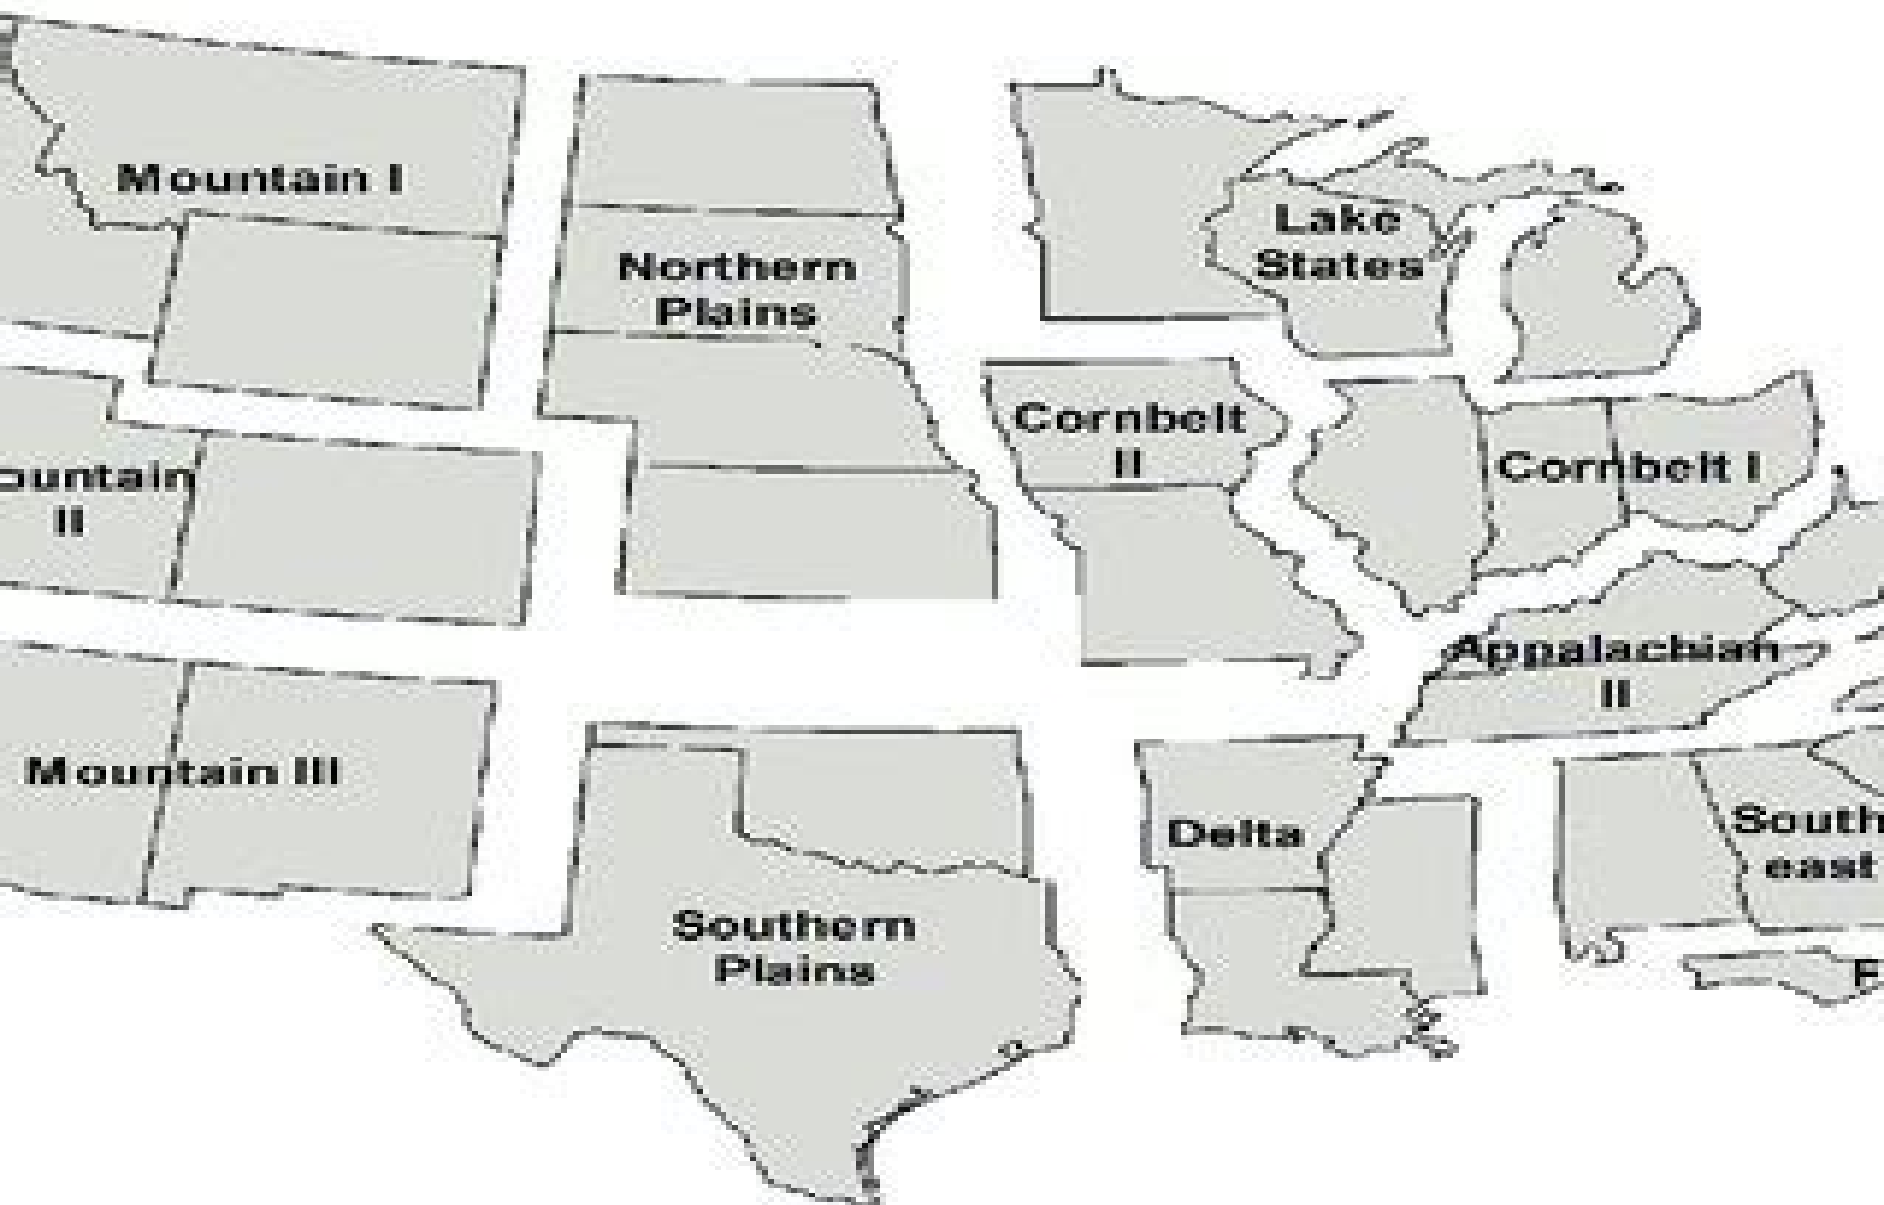 Mountain I
Northern
Plains
Lake
States
Cornbelt
II
Cornbelt I
ountain
II
Appalachian
II
Mountain III
Delta
South
east
Southern
Plains
F